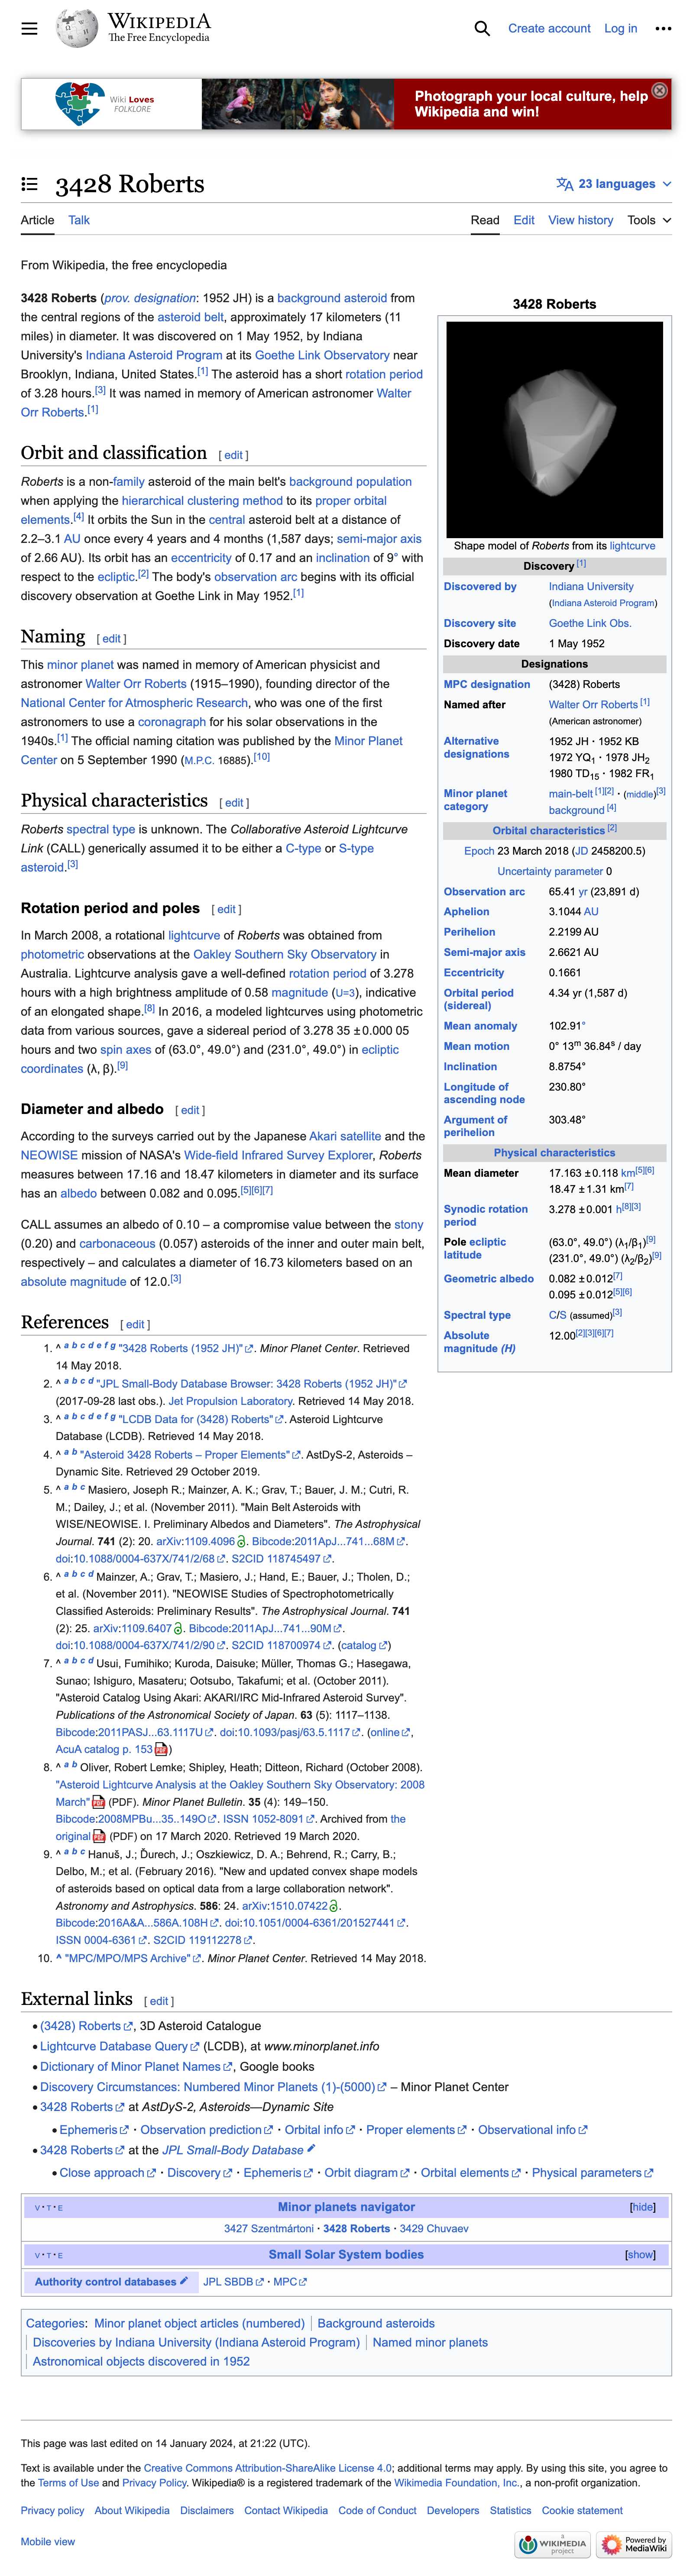 WIKIPEDIA
The Free Encyclopedia
Create account Log in
Wiki Loves
FOLKLORE
Photograph your local culture, help
Wikipedia and win!
3428 Roberts
23 languages
Article Talk Read Edit View history Tools
From Wikipedia, the free encyclopedia
3428 Roberts (prov. designation: 1952 JH) is a background asteroid from
the central regions of the asteroid belt, approximately 17 kilometers (11
miles) in diameter. It was discovered on 1 May 1952, by Indiana
University's Indiana Asteroid Program at its Goethe Link Observatory near
Brooklyn, Indiana, United States.[1] The asteroid has a short rotation period
of 3.28 hours.[3] It was named in memory of American astronomer Walter
Orr Roberts.[1]
Orbit and classification [ edit ]
Roberts is a non-family asteroid of the main belt's background population
when applying the hierarchical clustering method to its proper orbital
elements.[4] It orbits the Sun in the central asteroid belt at a distance of
2.2–3.1 AU once every 4 years and 4 months (1,587 days; semi-major axis
of 2.66 AU). Its orbit has an eccentricity of 0.17 and an inclination of 9° with
respect to the ecliptic.[2] The body's observation arc begins with its official
discovery observation at Goethe Link in May 1952.[1]
Naming [ edit ]
This minor planet was named in memory of American physicist and
astronomer Walter Orr Roberts (1915–1990), founding director of the
National Center for Atmospheric Research, who was one of the first
astronomers to use a coronagraph for his solar observations in the
1940s.[1] The official naming citation was published by the Minor Planet
Center on 5 September 1990 (M.P.C. 16885).[10]
Physical characteristics [ edit ]
Roberts spectral type is unknown. The Collaborative Asteroid Lightcurve
Link (CALL) generically assumed it to be either a C-type or S-type
asteroid.[3]
Rotation period and poles [ edit ]
In March 2008, a rotational lightcurve of Roberts was obtained from
photometric observations at the Oakley Southern Sky Observatory in
Australia. Lightcurve analysis gave a well-defined rotation period of 3.278
hours with a high brightness amplitude of 0.58 magnitude (U=3), indicative
of an elongated shape.[8] In 2016, a modeled lightcurves using photometric
data from various sources, gave a sidereal period of 3.278 35 ± 0.000 05
hours and two spin axes of (63.0°, 49.0°) and (231.0°, 49.0°) in ecliptic
coordinates (λ, β).[9]
Diameter and albedo [ edit ]
According to the surveys carried out by the Japanese Akari satellite and the
NEOWISE mission of NASA's Wide-field Infrared Survey Explorer, Roberts
measures between 17.16 and 18.47 kilometers in diameter and its surface
has an albedo between 0.082 and 0.095.[5][6][7]
CALL assumes an albedo of 0.10 – a compromise value between the stony
(0.20) and carbonaceous (0.057) asteroids of the inner and outer main belt,
respectively – and calculates a diameter of 16.73 kilometers based on an
absolute magnitude of 12.0.[3]
3428 Roberts
Shape model of Roberts from its lightcurve
Discovery [1]
Discovered by Indiana University
(Indiana Asteroid Program)
Discovery site Goethe Link Obs.
Discovery date 1 May 1952
Designations
MPC designation (3428) Roberts
Named after Walter Orr Roberts [1]
(American astronomer)
Alternative 1952 JH · 1952 KB
designations 1972 YQ1 · 1978 JH2
1980 TD15 · 1982 FR1
Minor planet main-belt [1][2] · (middle)[3]
category background [4]
Orbital characteristics [2]
Epoch 23 March 2018 (JD 2458200.5)
Uncertainty parameter 0
Observation arc 65.41 yr (23,891 d)
Aphelion 3.1044 AU
Perihelion 2.2199 AU
Semi-major axis 2.6621 AU
Eccentricity 0.1661
Orbital period 4.34 yr (1,587 d)
(sidereal)
Mean anomaly 102.91°
Mean motion 0° 13m 36.84s / day
Inclination 8.8754°
Longitude of 230.80°
ascending node
Argument of 303.48°
perihelion
Physical characteristics
Mean diameter 17.163 ± 0.118 km[5][6]
18.47 ± 1.31 km[7]
Synodic rotation 3.278 ± 0.001 h[8][3]
period
Pole ecliptic (63.0°, 49.0°) (λ1/β1)[9]
latitude (231.0°, 49.0°) (λ2/β2)[9]
Geometric albedo 0.082 ± 0.012[7]
0.095 ± 0.012[5][6]
Spectral type C/S (assumed)[3]
Absolute 12.00[2][3][6][7]
magnitude (H)
References [ edit ]
1. ^ a b c d e f g "3428 Roberts (1952 JH)". Minor Planet Center. Retrieved
14 May 2018.
2. ^ a b c d "JPL Small-Body Database Browser: 3428 Roberts (1952 JH)"
(2017-09-28 last obs.). Jet Propulsion Laboratory. Retrieved 14 May 2018.
3. ^ a b c d e f g "LCDB Data for (3428) Roberts". Asteroid Lightcurve
Database (LCDB). Retrieved 14 May 2018.
4. ^ a b "Asteroid 3428 Roberts – Proper Elements". AstDyS-2, Asteroids –
Dynamic Site. Retrieved 29 October 2019.
5. ^ a b c Masiero, Joseph R.; Mainzer, A. K.; Grav, T.; Bauer, J. M.; Cutri, R.
M.; Dailey, J.; et al. (November 2011). "Main Belt Asteroids with
WISE/NEOWISE. I. Preliminary Albedos and Diameters". The Astrophysical
Journal. 741 (2): 20. arXiv:1109.4096. Bibcode:2011ApJ...741...68M.
doi:10.1088/0004-637X/741/2/68. S2CID 118745497.
6. ^ a b c d Mainzer, A.; Grav, T.; Masiero, J.; Hand, E.; Bauer, J.; Tholen, D.;
et al. (November 2011). "NEOWISE Studies of Spectrophotometrically
Classified Asteroids: Preliminary Results". The Astrophysical Journal. 741
(2): 25. arXiv:1109.6407. Bibcode:2011ApJ...741...90M.
doi:10.1088/0004-637X/741/2/90. S2CID 118700974. (catalog)
7. ^ a b c d Usui, Fumihiko; Kuroda, Daisuke; Müller, Thomas G.; Hasegawa,
Sunao; Ishiguro, Masateru; Ootsubo, Takafumi; et al. (October 2011).
"Asteroid Catalog Using Akari: AKARI/IRC Mid-Infrared Asteroid Survey".
Publications of the Astronomical Society of Japan. 63 (5): 1117–1138.
Bibcode:2011PASJ...63.1117U. doi:10.1093/pasj/63.5.1117. (online,
AcuA catalog p. 153)
8. ^ a b Oliver, Robert Lemke; Shipley, Heath; Ditteon, Richard (October 2008).
"Asteroid Lightcurve Analysis at the Oakley Southern Sky Observatory: 2008
March" (PDF). Minor Planet Bulletin. 35 (4): 149–150.
Bibcode:2008MPBu...35..149O. ISSN 1052-8091. Archived from the
original (PDF) on 17 March 2020. Retrieved 19 March 2020.
9. ^ a b c Hanuš, J.; Ďurech, J.; Oszkiewicz, D. A.; Behrend, R.; Carry, B.;
Delbo, M.; et al. (February 2016). "New and updated convex shape models
of asteroids based on optical data from a large collaboration network".
Astronomy and Astrophysics. 586: 24. arXiv:1510.07422.
Bibcode:2016A&A...586A.108H. doi:10.1051/0004-6361/201527441.
ISSN 0004-6361. S2CID 119112278.
10. ^ "MPC/MPO/MPS Archive". Minor Planet Center. Retrieved 14 May 2018.
External links [ edit ]
• (3428) Roberts, 3D Asteroid Catalogue
• Lightcurve Database Query (LCDB), at www.minorplanet.info
• Dictionary of Minor Planet Names, Google books
• Discovery Circumstances: Numbered Minor Planets (1)-(5000) – Minor Planet Center
• 3428 Roberts at AstDyS-2, Asteroids—Dynamic Site
• Ephemeris · Observation prediction · Orbital info · Proper elements · Observational info
• 3428 Roberts at the JPL Small-Body Database
• Close approach · Discovery · Ephemeris · Orbit diagram · Orbital elements · Physical parameters
V · T · E Minor planets navigator [hide]
3427 Szentmártoni · 3428 Roberts · 3429 Chuvaev
V · T · E Small Solar System bodies [show]
Authority control databases JPL SBDB · MPC
Categories: Minor planet object articles (numbered) | Background asteroids
| Discoveries by Indiana University (Indiana Asteroid Program) | Named minor planets
| Astronomical objects discovered in 1952
This page was last edited on 14 January 2024, at 21:22 (UTC).
Text is available under the Creative Commons Attribution-ShareAlike License 4.0; additional terms may apply. By using this site, you agree to
the Terms of Use and Privacy Policy. Wikipedia® is a registered trademark of the Wikimedia Foundation, Inc., a non-profit organization.
Privacy policy About Wikipedia Disclaimers Contact Wikipedia Code of Conduct Developers Statistics Cookie statement
Mobile view
a
WIKIMEDIA
project
Powered by
MediaWiki